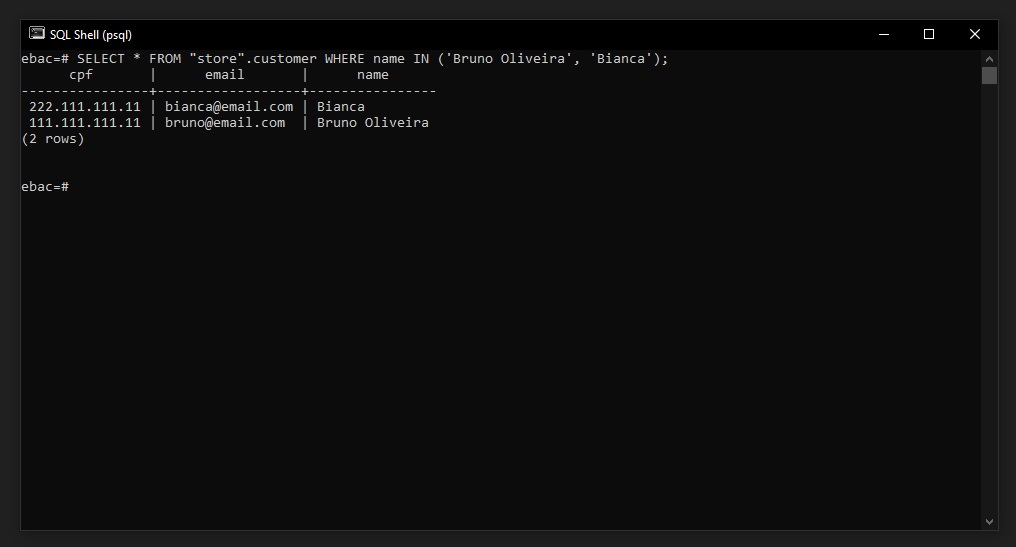 SQL Shell (psql)
ebac=# SELECT * FROM "store".customer WHERE name IN ('Bruno Oliveira', 'Bianca');
      cpf       |      email       |      name
----------------+------------------+----------------
 222.111.111.11 | bianca@email.com | Bianca
 111.111.111.11 | bruno@email.com  | Bruno Oliveira
(2 rows)
ebac=#